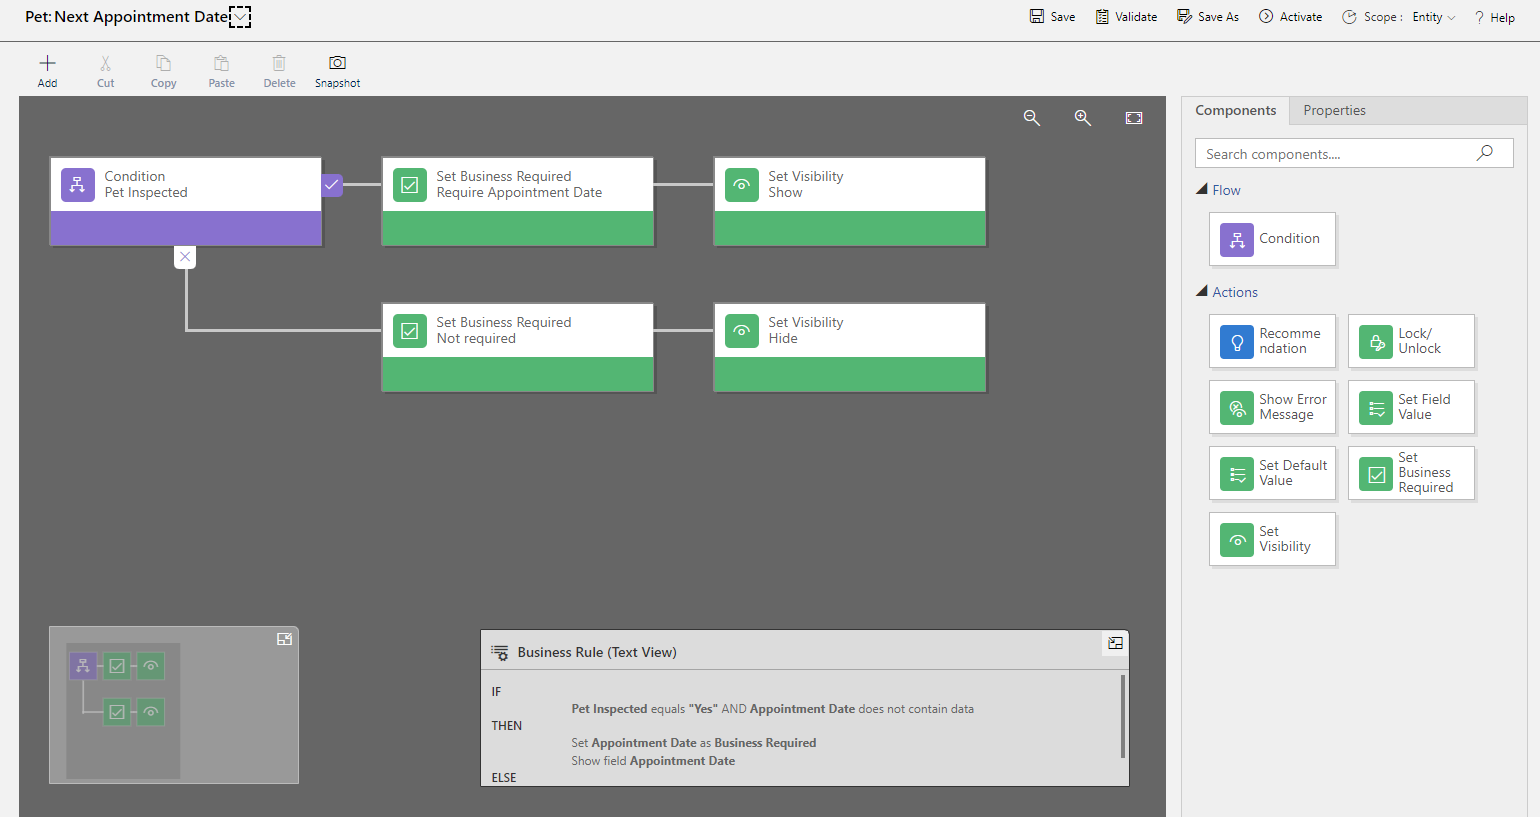 Pet: Next Appointment Date
Save
Validate
Save As
Activate
Scope :
Entity
? Help
Add
Cut
Copy
Paste
Delete
Snapshot
Condition
Pet Inspected
Set Business Required
Require Appointment Date
Set Visibility
Show
Set Business Required
Not required
Set Visibility
Hide
Business Rule (Text View)
IF
Pet Inspected equals "Yes" AND Appointment Date does not contain data
THEN
Set Appointment Date as Business Required
Show field Appointment Date
ELSE
Components
Properties
Search components....
Flow
Condition
Actions
Recomme
ndation
Lock/
Unlock
Show Error
Message
Set Field
Value
Set Default
Value
Set
Business
Required
Set
Visibility